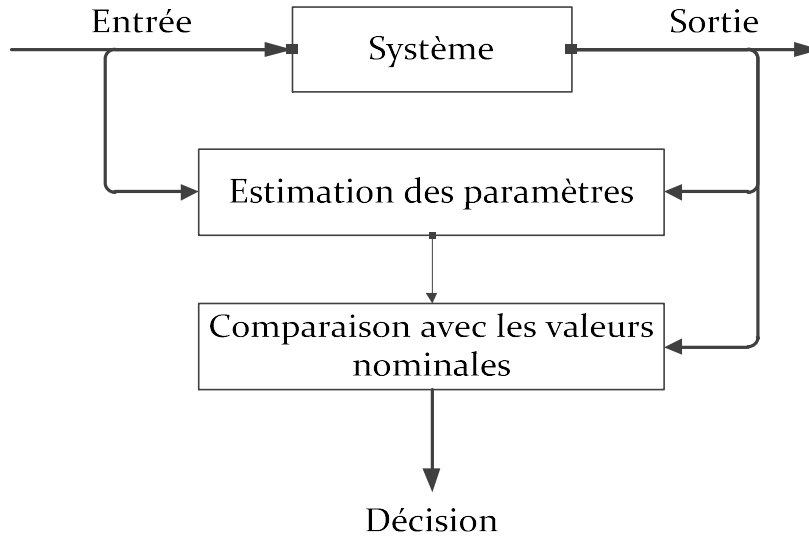 Entrée
Système
Sortie
Estimation des paramètres
Comparaison avec les valeurs
nominales
Décision